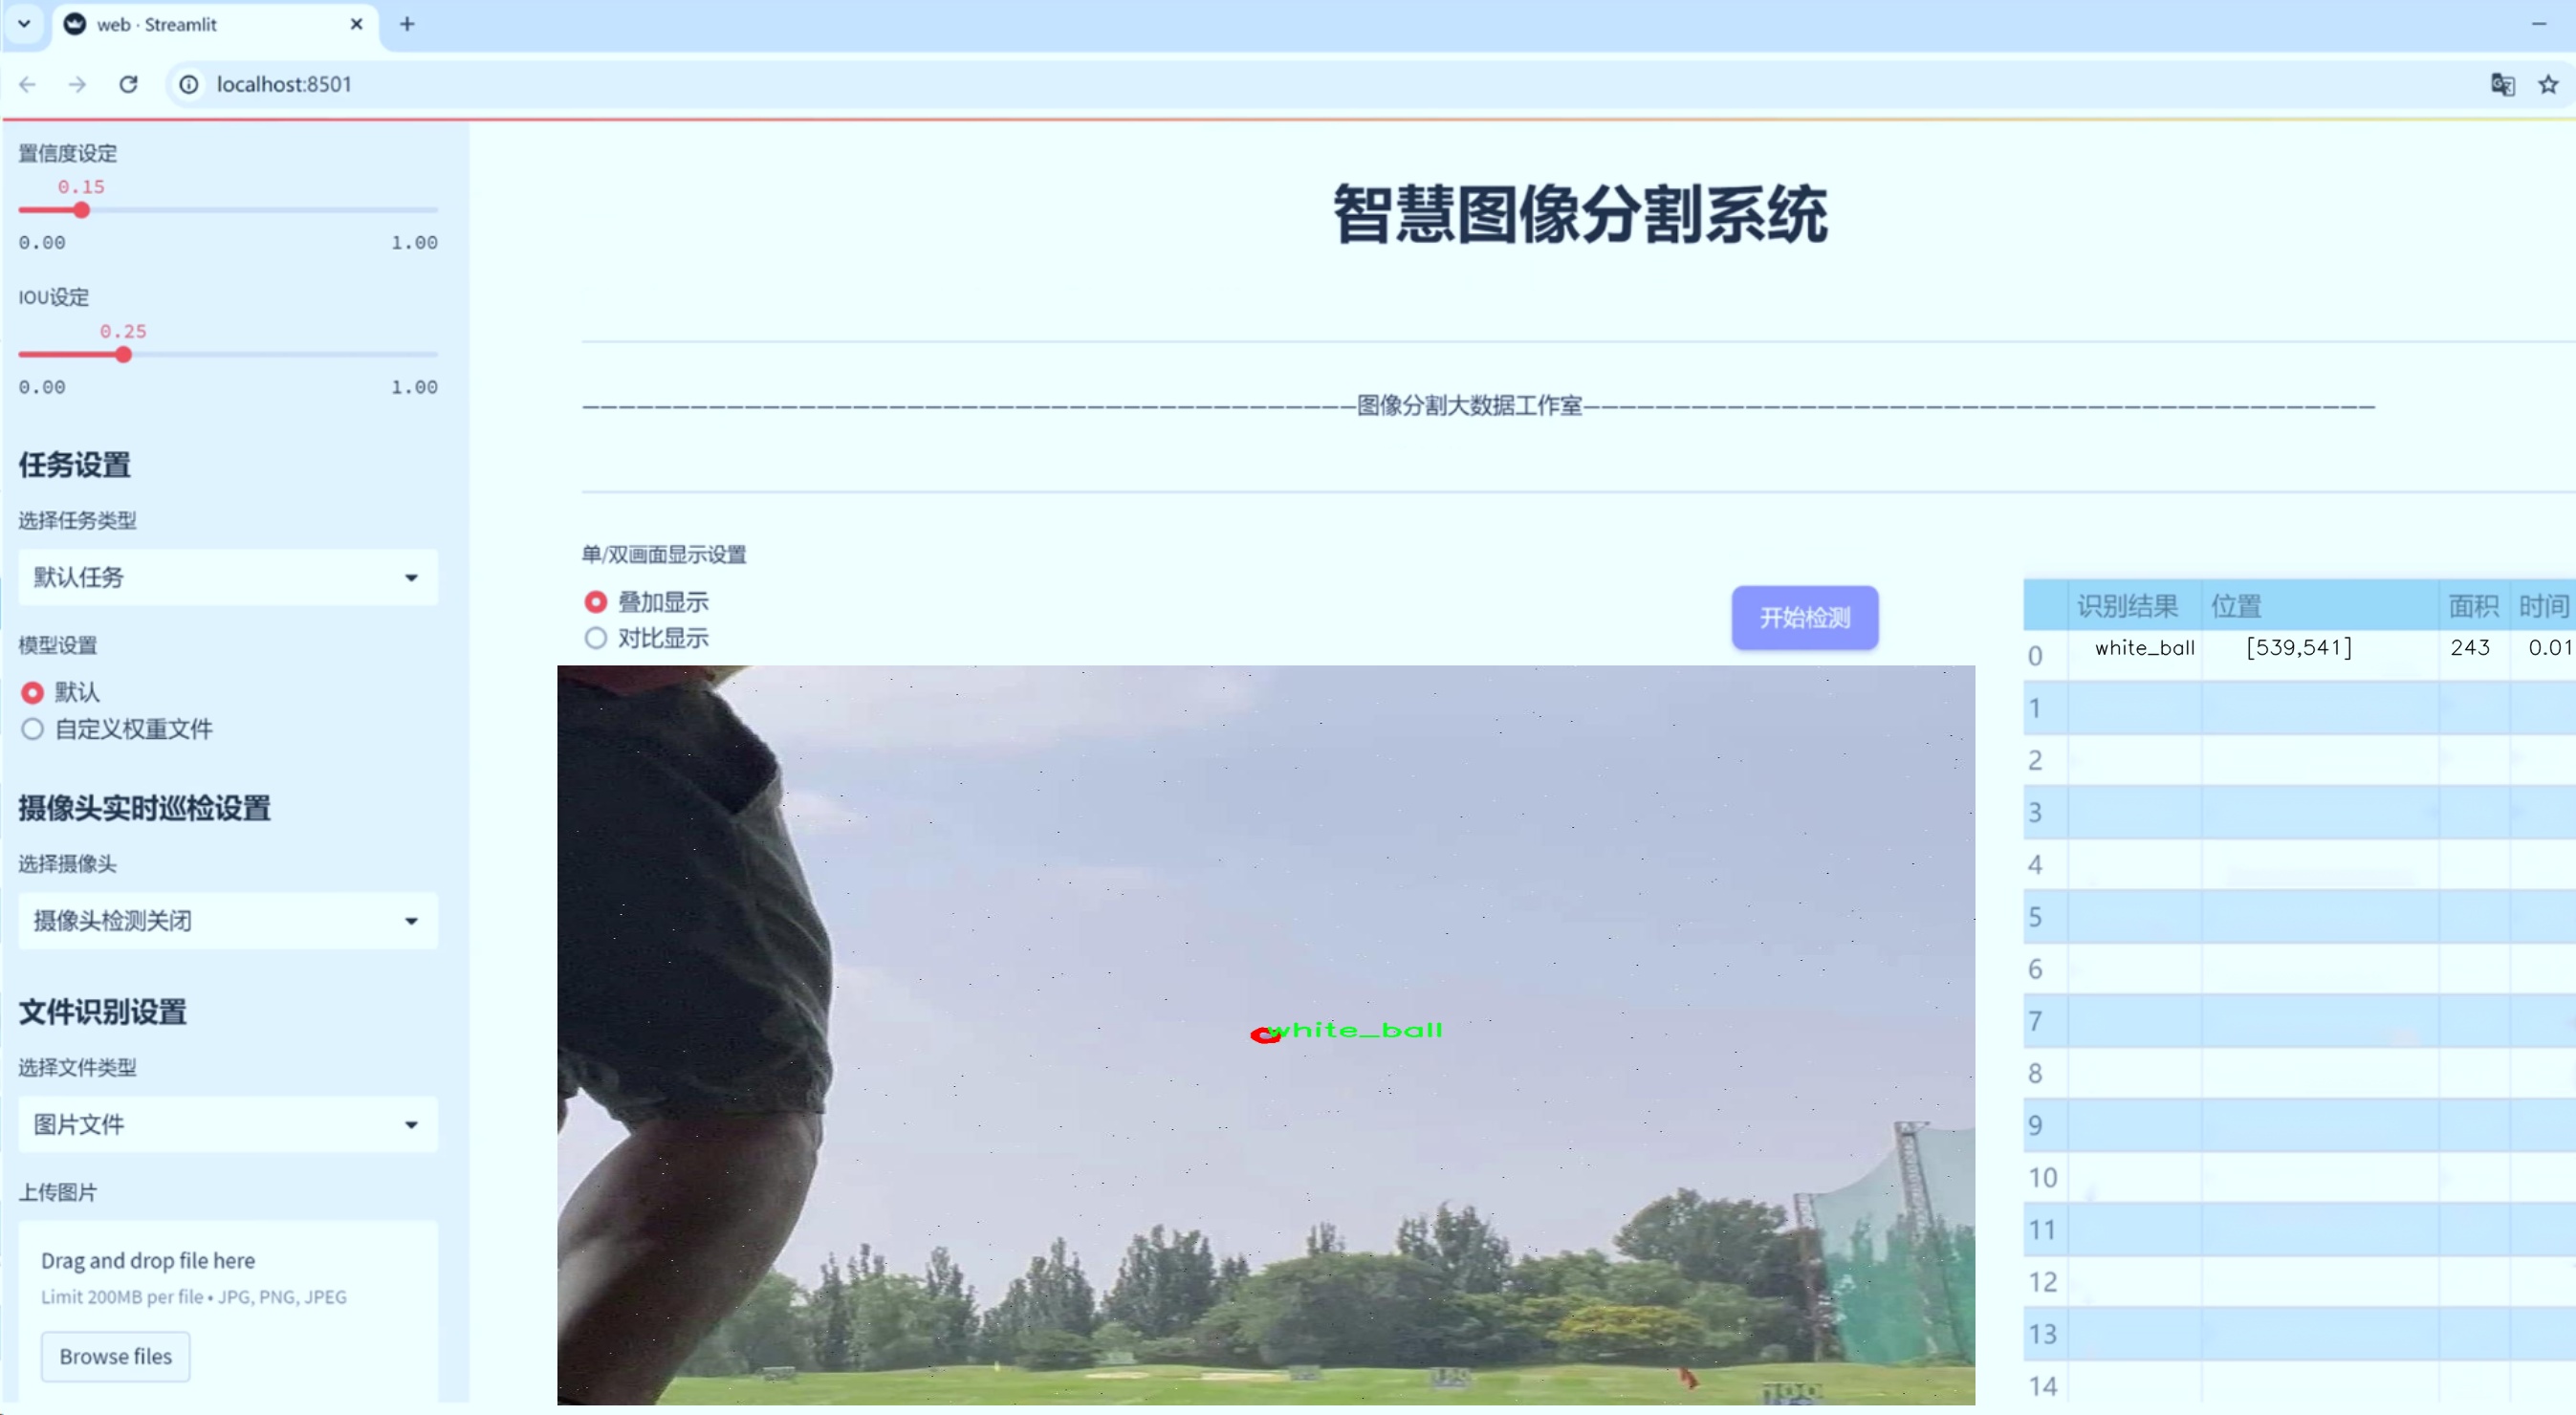 web · Streamlit
localhost:8501
置信度设定
0.15
0.00 1.00
IOU设定
0.25
0.00 1.00
任务设置
选择任务类型
默认任务
模型设置
默认
自定义权重文件
摄像头实时巡检设置
选择摄像头
摄像头检测关闭
文件识别设置
选择文件类型
图片文件
上传图片
Drag and drop file here
Limit 200MB per file • JPG, PNG, JPEG
Browse files
智慧图像分割系统
图像分割大数据工作室
单/双画面显示设置
叠加显示
对比显示
开始检测
white_ball
100
识别结果 位置 面积 时间
0 white_ball [539,541] 243 0.01
1
2
3
4
5
6
7
8
9
10
11
12
13
14